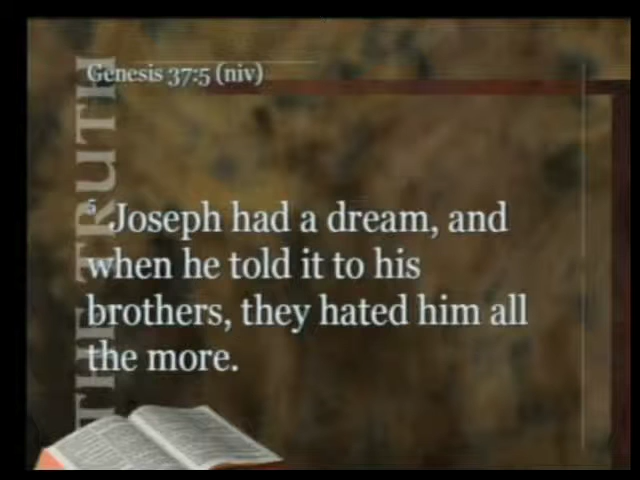 Genesis 37:5 (niv)
THE TRUTH
5 Joseph had a dream, and
when he told it to his
brothers, they hated him all
the more.